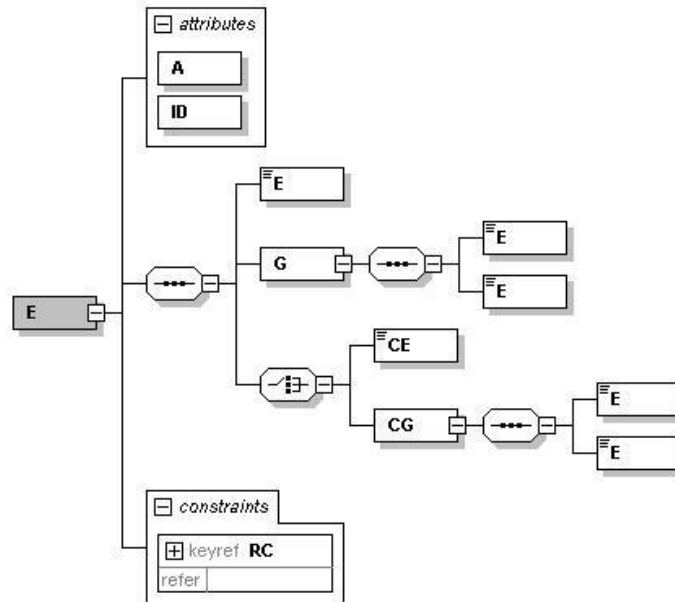 attributes
A
ID
E
G
E
E
E
CE
CG
E
E
constraints
keyref RC
refer